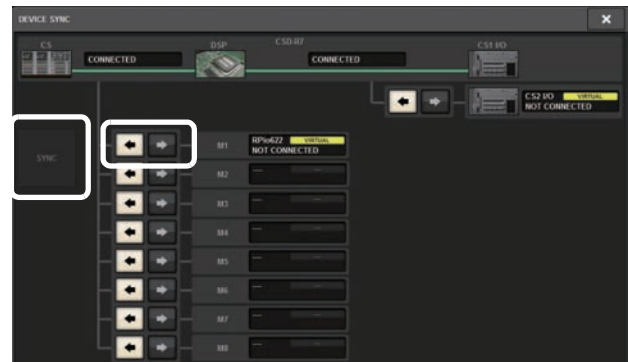 DEVICE SYNC
CS
DSP
CSD-R7
CS1 I/O
CONNECTED
CONNECTED
CS2 I/O VIRTUAL
NOT CONNECTED
SYNC
M1
RPio622 VIRTUAL
NOT CONNECTED
M2
--- ---
M3
--- ---
M4
--- ---
M5
--- ---
M6
--- ---
M7
--- ---
M8
--- ---